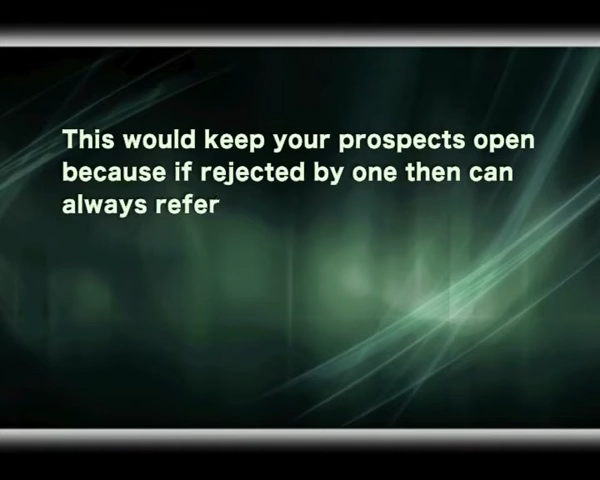 This would keep your prospects open
because if rejected by one then can
always refer